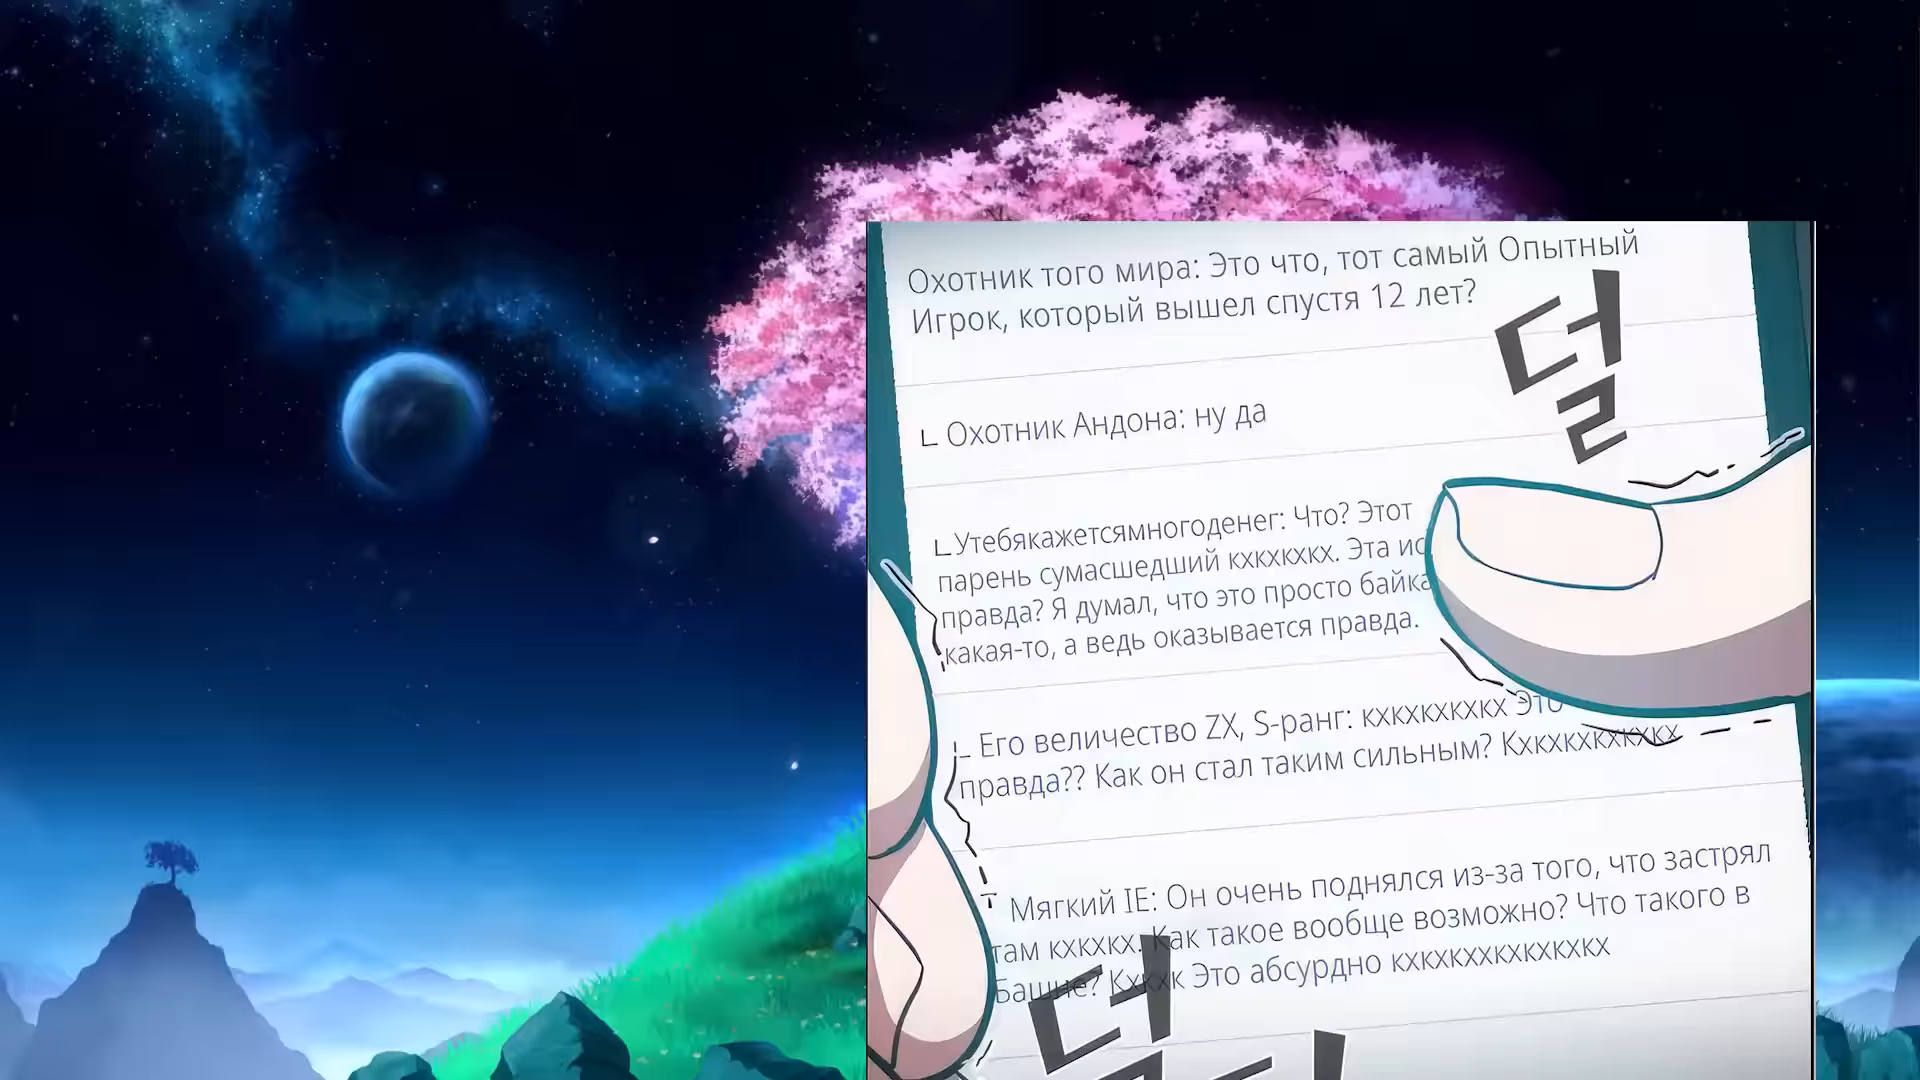 Охотник того мира: Это что, тот самый Опытный
Игрок, который вышел спустя 12 лет?
덜
ㄴ Охотник Андона: ну да
ㄴ Утебякажетсямногоденег: Что? Этот
парень сумасшедший кхкхкхкх. Эта ис
правда? Я думал, что это просто байка
какая-то, а ведь оказывается правда.
ㄴ Его величество ZX, S-ранг: кхкхкхкхкх Это
правда?? Как он стал таким сильным? Кхкхкхкхкхкх
Мягкий IE: Он очень поднялся из-за того, что застрял
там кхкхкх. Как такое вообще возможно? Что такого в
Башне? Кхкхк Это абсурдно кхкхкххкхкхкхкх